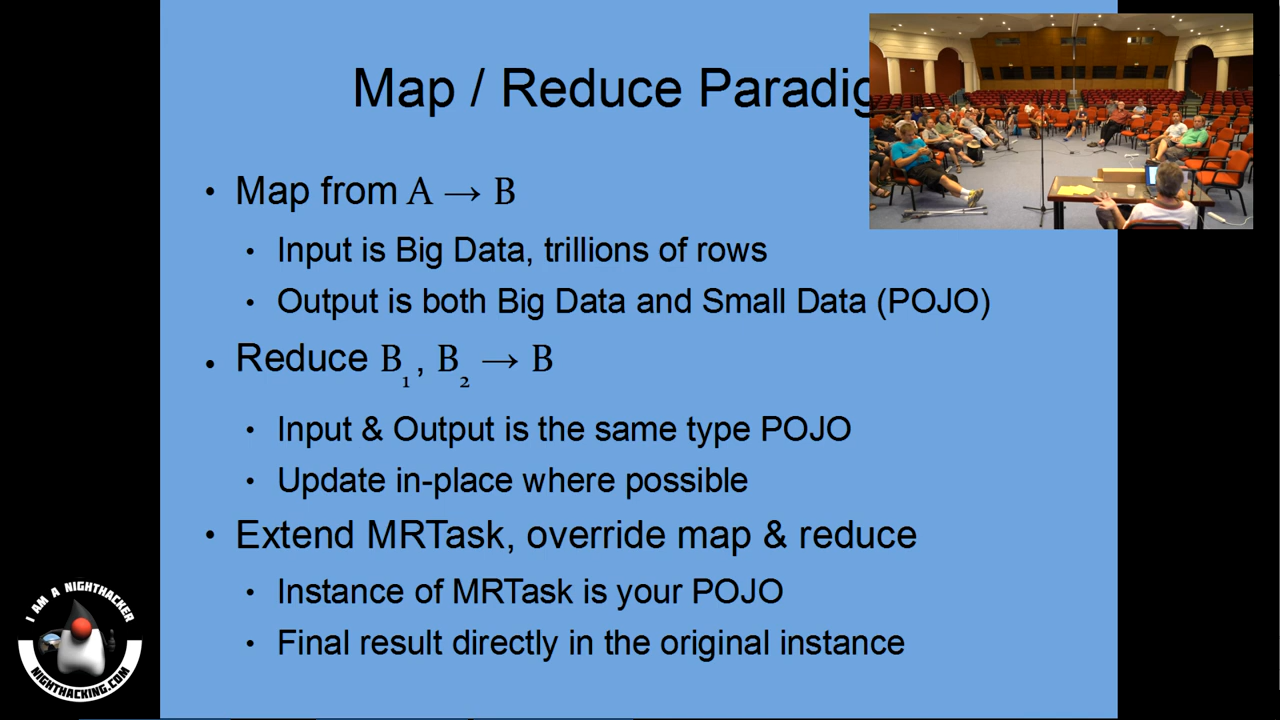 Map / Reduce Paradig
• Map from A → B
• Input is Big Data, trillions of rows
• Output is both Big Data and Small Data (POJO)
• Reduce B₁, B₂ → B
• Input & Output is the same type POJO
• Update in-place where possible
• Extend MRTask, override map & reduce
• Instance of MRTask is your POJO
• Final result directly in the original instance
I AM A NIGHTHACKER
NIGHTHACKING.COM